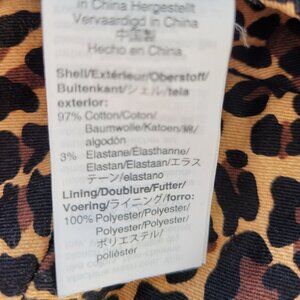 in China Hergestellt
Vervaardigd in China
中国製
Hecho en China
Shell/Extérieur/Oberstoff/
Buitenkant/シェル/tela
exterior:
97% Cotton/Coton/
Baumwolle/Katoen/綿/
algodón
3% Elastane/Élasthanne/
Elastan/Elastaan/エラス
テーン/elastano
Lining/Doublure/Futter/
Voering/ライニング/forro:
100% Polyester/Polyester/
Polyester/Polyester/
ポリエステル/
poliéster